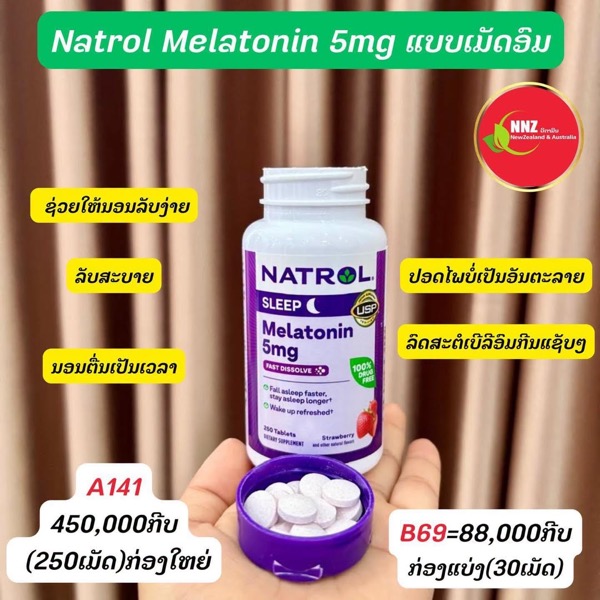 Natrol Melatonin 5mg ແບບເມັດອົມ
NNZ ວີຕາມິນ
NewZealand & Australia
ຊ່ວຍໃຫ້ນອນລັບງ່າຍ
ລັບສະບາຍ
ນອນຕື່ນເປັນເວລາ
ປອດໄພບໍ່ເປັນອັນຕະລາຍ
ລົດສະຕໍເບີລີອົມກິນແຊັບໆ
NATROL
SLEEP
USP
Melatonin
5mg
FAST DISSOLVE
100%
DRUG
FREE
Fall asleep faster,
stay asleep longer†
Wake up refreshed†
250 Tablets
DIETARY SUPPLEMENT
Strawberry
and other natural flavors
A141
450,000ກີບ
(250ເມັດ)ກ່ອງໃຫຍ່
B69=88,000ກີບ
ກ່ອງແບ່ງ(30ເມັດ)